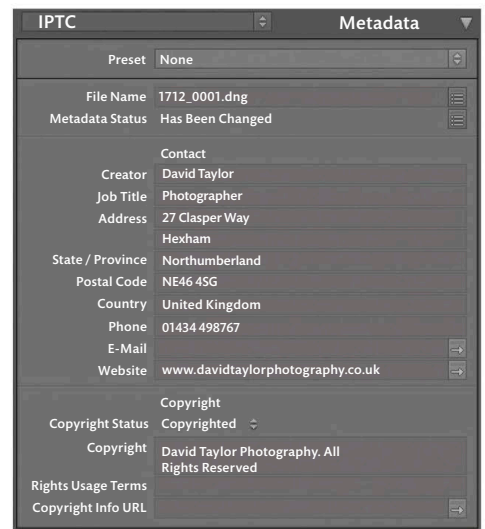 IPTC Metadata
Preset None
File Name 1712_0001.dng
Metadata Status Has Been Changed
Contact
Creator David Taylor
Job Title Photographer
Address 27 Clasper Way
Hexham
State / Province Northumberland
Postal Code NE46 4SG
Country United Kingdom
Phone 01434 498767
E-Mail
Website www.davidtaylorphotography.co.uk
Copyright
Copyright Status Copyrighted
Copyright David Taylor Photography. All
Rights Reserved
Rights Usage Terms
Copyright Info URL